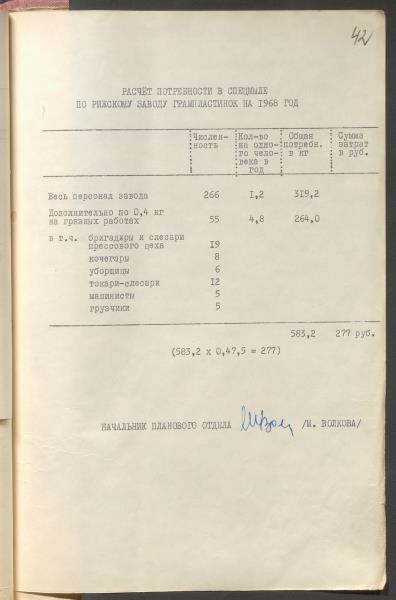 42
РАСЧЁТ ПОТРЕБНОСТИ В СПЕЦМЫЛЕ
ПО РИЖСКОМУ ЗАВОДУ ГРАМПЛАСТИНОК НА 1968 ГОД
Числен- Кол-во Общая Сумма
ность на одно- потребн. затрат
го чело- в кг в руб.
века в
год
Весь персонал завода 266 I,2 319,2
Дополнительно по 0,4 кг
на грязных работах 55 4,8 264,0
в т.ч. бригадиры и слесари
прессового цеха I9
кочегары 8
уборщицы 6
токари-слесари I2
машинисты 5
грузчики 5
583,2 277 руб.
(583,2 x 0,47,5 = 277)
НАЧАЛЬНИК ПЛАНОВОГО ОТДЕЛА /М. ВОЛКОВА/